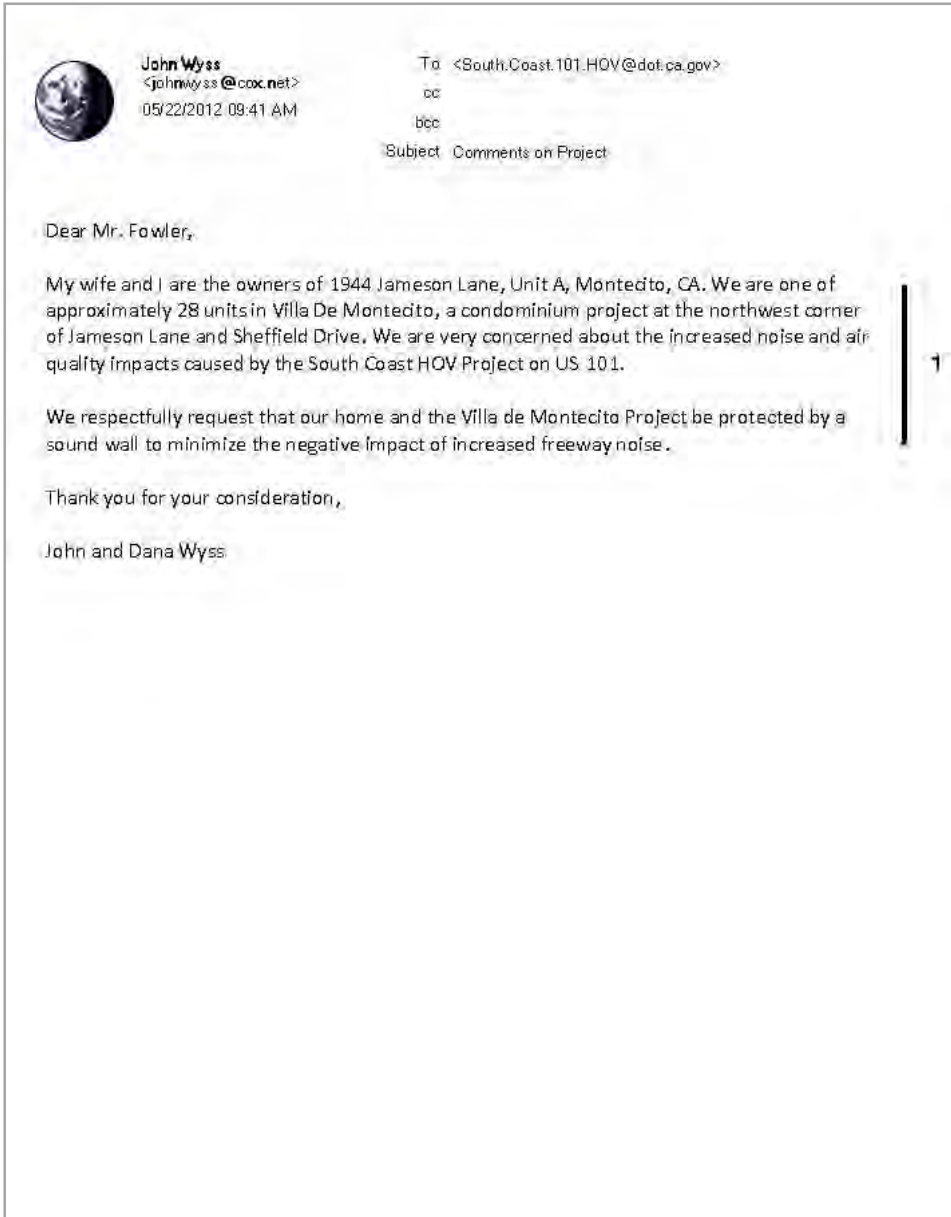 John Wyss
<johnwyss@cox.net>
05/22/2012 09:41 AM
To <South.Coast.101.HOV@dot.ca.gov>
cc
bcc
Subject Comments on Project
Dear Mr. Fowler,
My wife and I are the owners of 1944 Jameson Lane, Unit A, Montecito, CA. We are one of
approximately 28 units in Villa De Montecito, a condominium project at the northwest corner
of Jameson Lane and Sheffield Drive. We are very concerned about the increased noise and air
quality impacts caused by the South Coast HOV Project on US 101.
1
We respectfully request that our home and the Villa de Montecito Project be protected by a
sound wall to minimize the negative impact of increased freeway noise.
Thank you for your consideration,
John and Dana Wyss